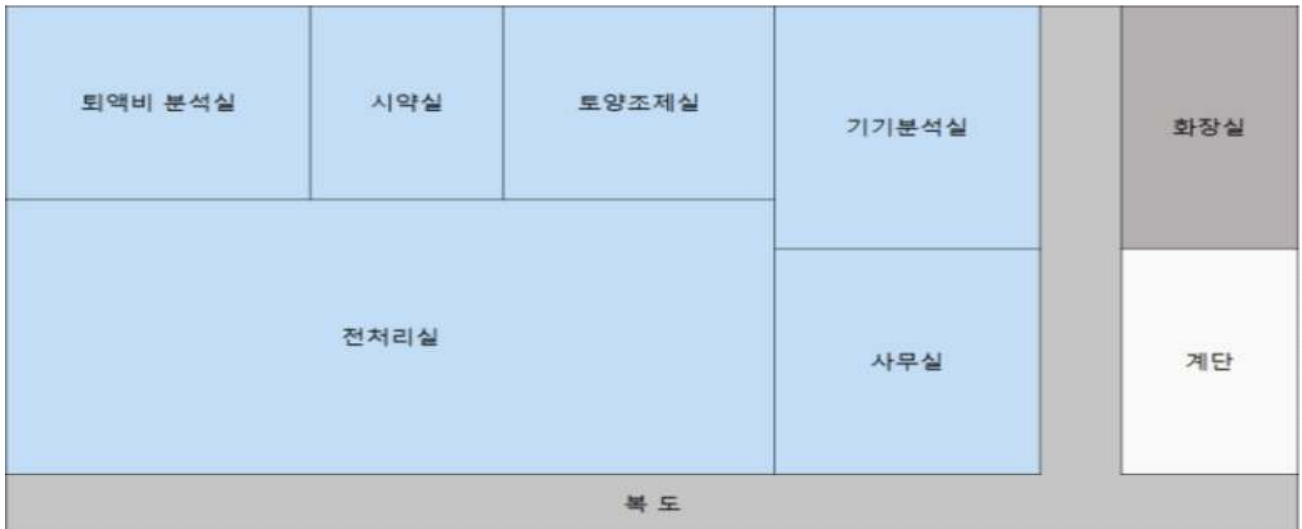 퇴액비 분석실
시약실
토양조제실
기기분석실
화장실
전처리실
사무실
계단
복 도